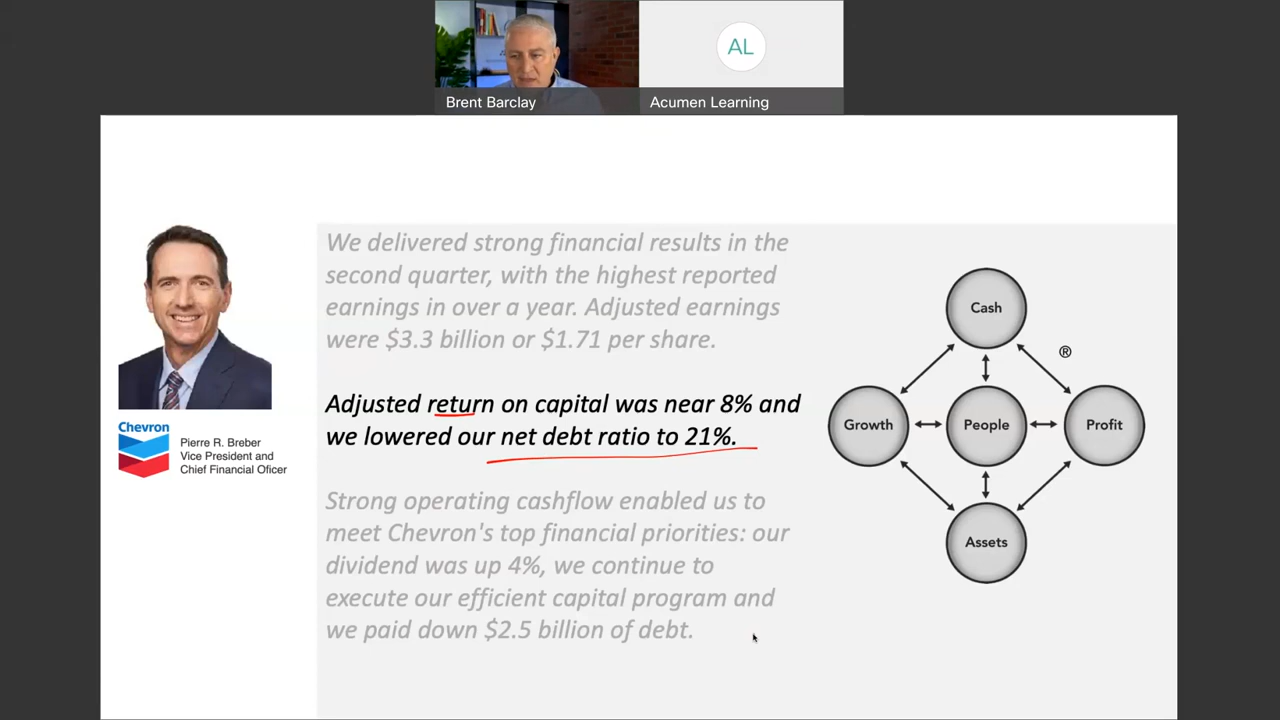 AL
Brent Barclay
Acumen Learning
We delivered strong financial results in the
second quarter, with the highest reported
earnings in over a year. Adjusted earnings
were $3.3 billion or $1.71 per share.
Adjusted return on capital was near 8% and
we lowered our net debt ratio to 21%.
Strong operating cashflow enabled us to
meet Chevron's top financial priorities: our
dividend was up 4%, we continue to
execute our efficient capital program and
we paid down $2.5 billion of debt.
Chevron
Pierre R. Breber
Vice President and
Chief Financial Oficer
Cash
®
Growth
People
Profit
Assets